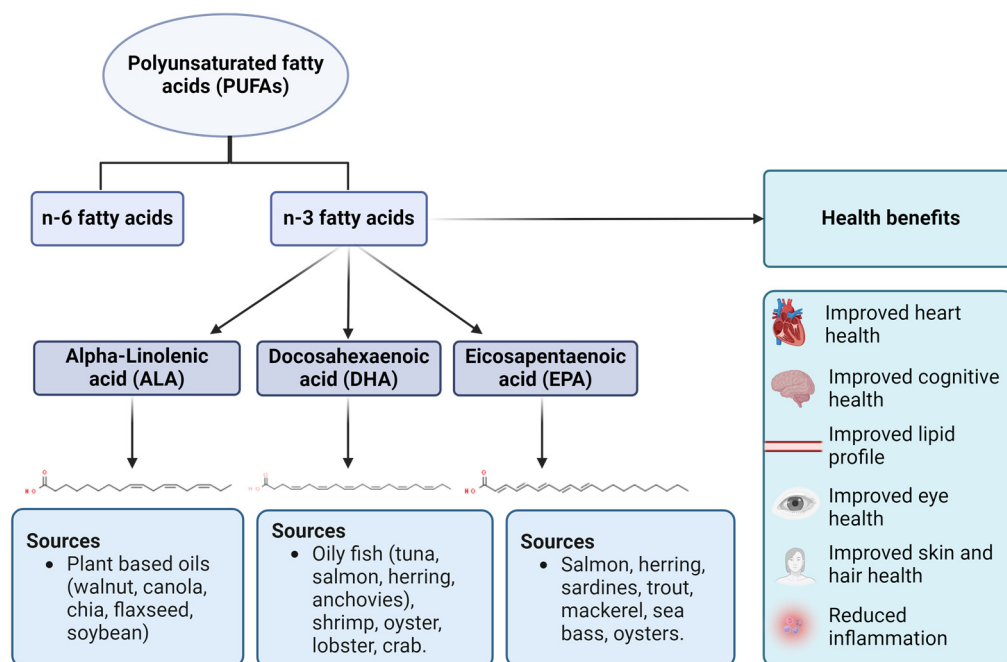 Polyunsaturated fatty
acids (PUFAs)
n-6 fatty acids
n-3 fatty acids
Health benefits
Alpha-Linolenic
acid (ALA)
Docosahexaenoic
acid (DHA)
Eicosapentaenoic
acid (EPA)
O
HO
O
HO
O
HO
Sources
• Plant based oils
(walnut, canola,
chia, flaxseed,
soybean)
Sources
• Oily fish (tuna,
salmon, herring,
anchovies),
shrimp, oyster,
lobster, crab.
Sources
• Salmon, herring,
sardines, trout,
mackerel, sea
bass, oysters.
Improved heart
health
Improved cognitive
health
Improved lipid
profile
Improved eye
health
Improved skin and
hair health
Reduced
inflammation